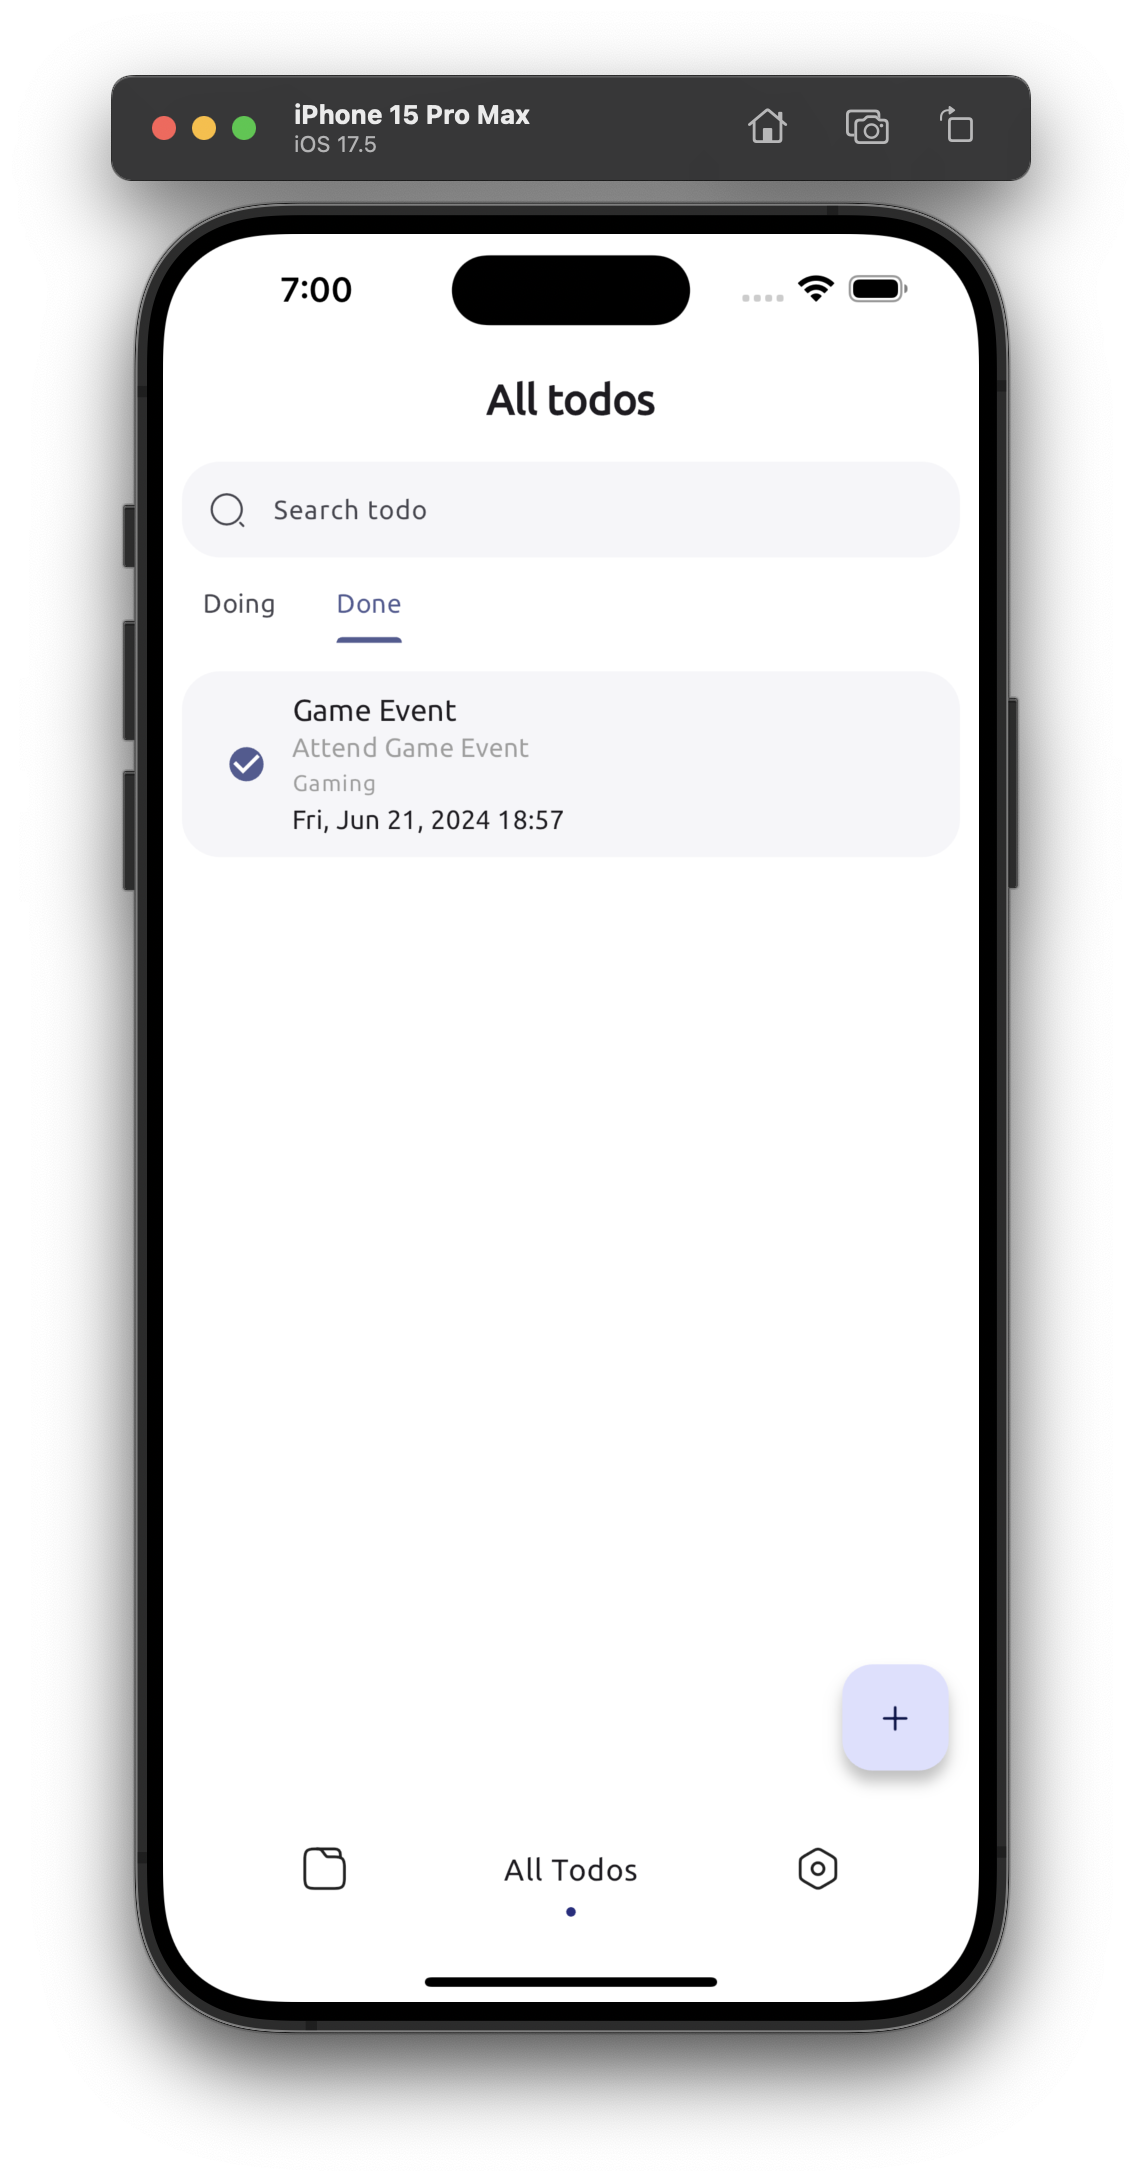 iPhone 15 Pro Max
iOS 17.5
7:00
All todos
Search todo
Doing Done
Game Event
Attend Game Event
Gaming
Fri, Jun 21, 2024 18:57
All Todos